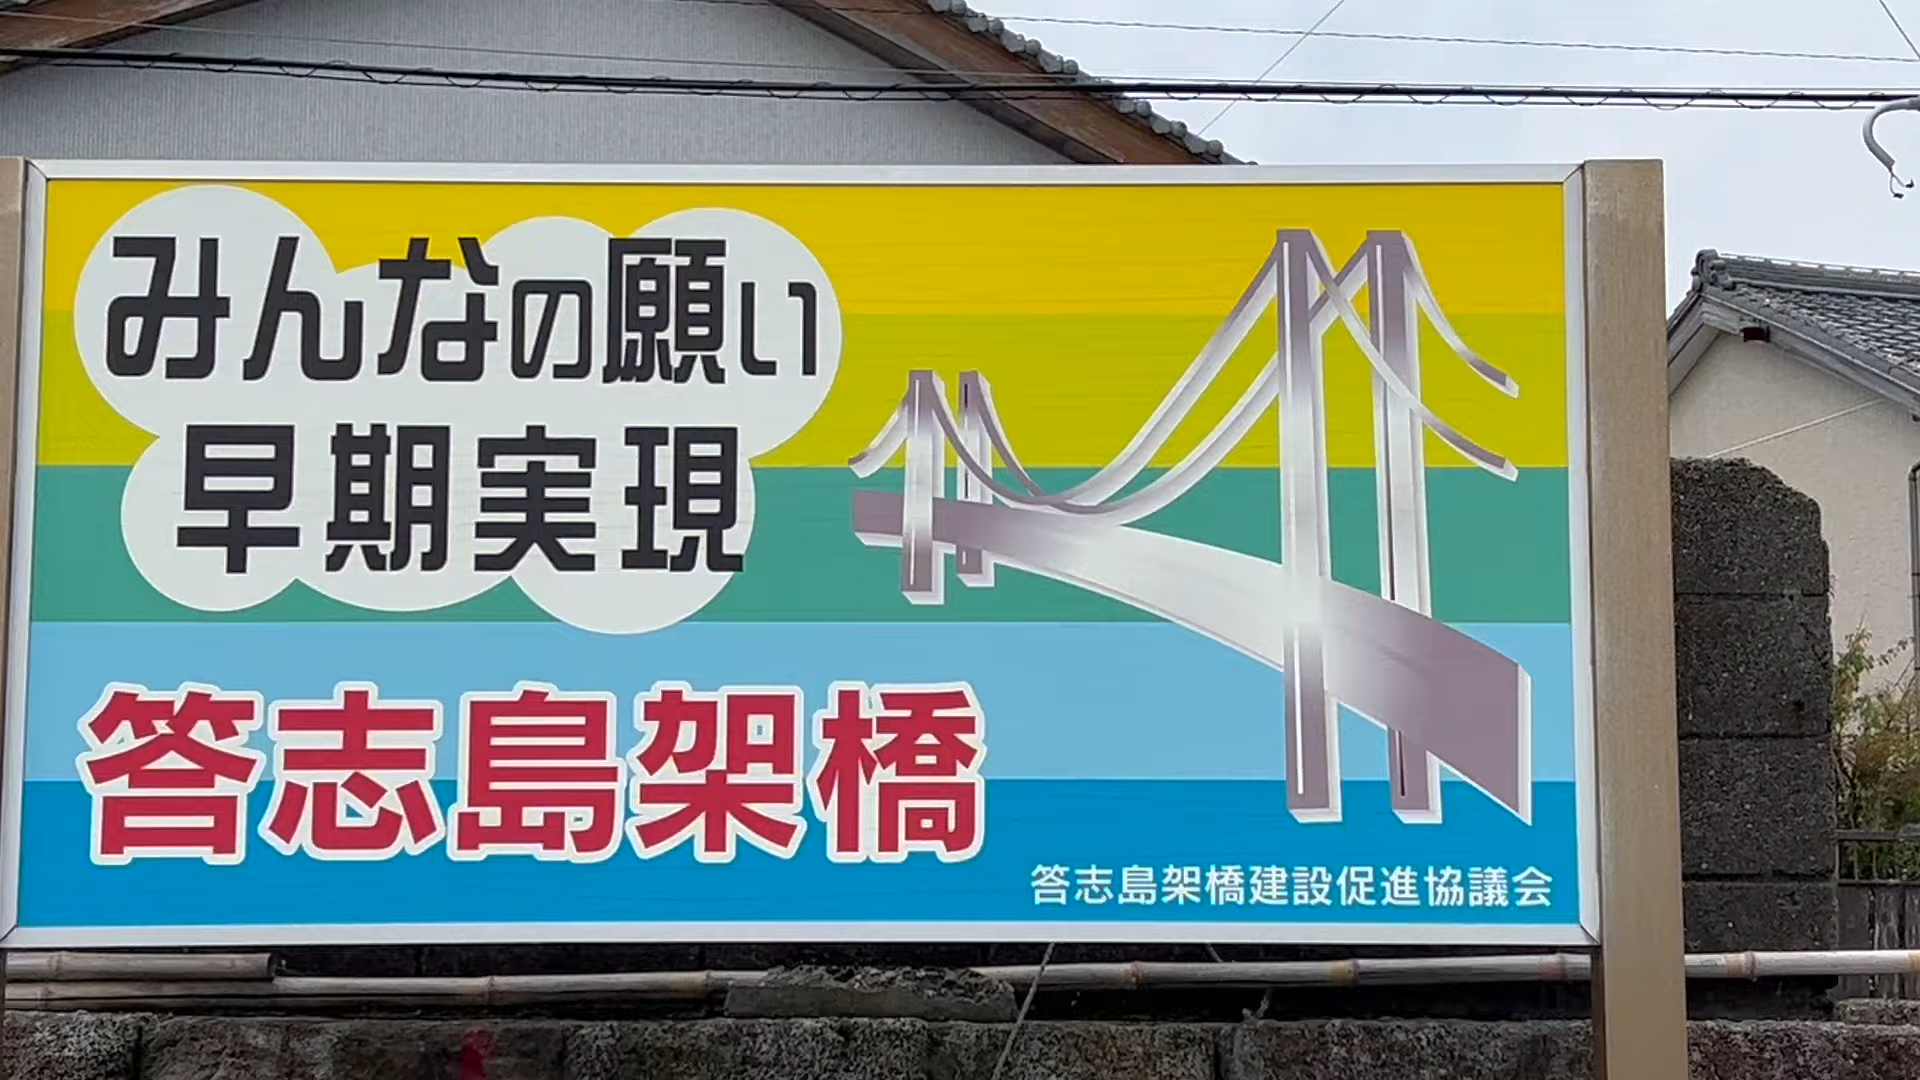 みんなの願い
早期実現
答志島架橋
答志島架橋建設促進協議会